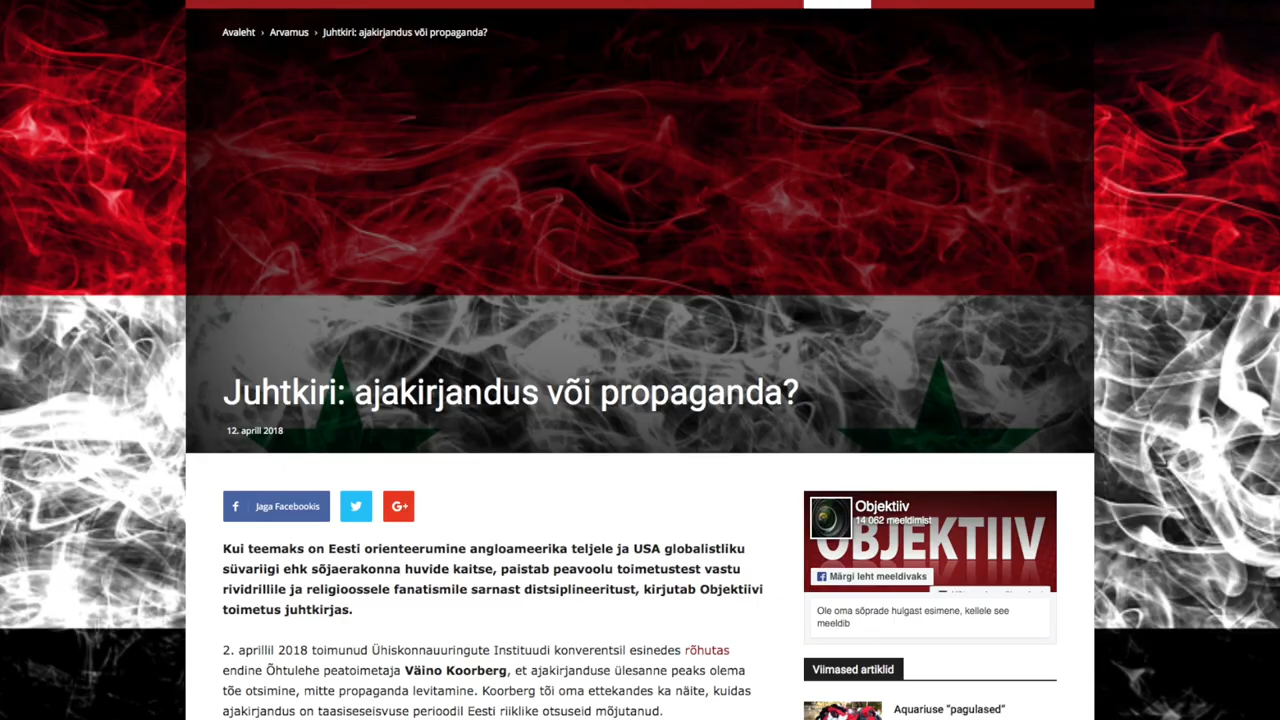 Avaleht › Arvamus › Juhtkiri: ajakirjandus või propaganda?
Juhtkiri: ajakirjandus või propaganda?
12. aprill 2018
Jaga Facebookis
Kui teemaks on Eesti orienteerumine angloameerika teljele ja USA globalistliku
süvariigi ehk sõjaerakonna huvide kaitse, paistab peavoolu toimetustest vastu
rividrillile ja religioossele fanatismile sarnast distsiplineeritust, kirjutab Objektiivi
toimetus juhtkirjas.
2. aprillil 2018 toimunud Ühiskonnauuringute Instituudi konverentsil esinedes rõhutas
endine Õhtulehe peatoimetaja Väino Koorberg, et ajakirjanduse ülesanne peaks olema
tõe otsimine, mitte propaganda levitamine. Koorberg tõi oma ettekandes ka näite, kuidas
ajakirjandus on taasiseseisvuse perioodil Eesti riiklike otsuseid mõjutanud.
Objektiiv
14 062 meeldimist
OBJEKTIIV
Märgi leht meeldivaks
Ole oma sõprade hulgast esimene, kellele see
meeldib
Viimased artiklid
Aquariuse "pagulased"